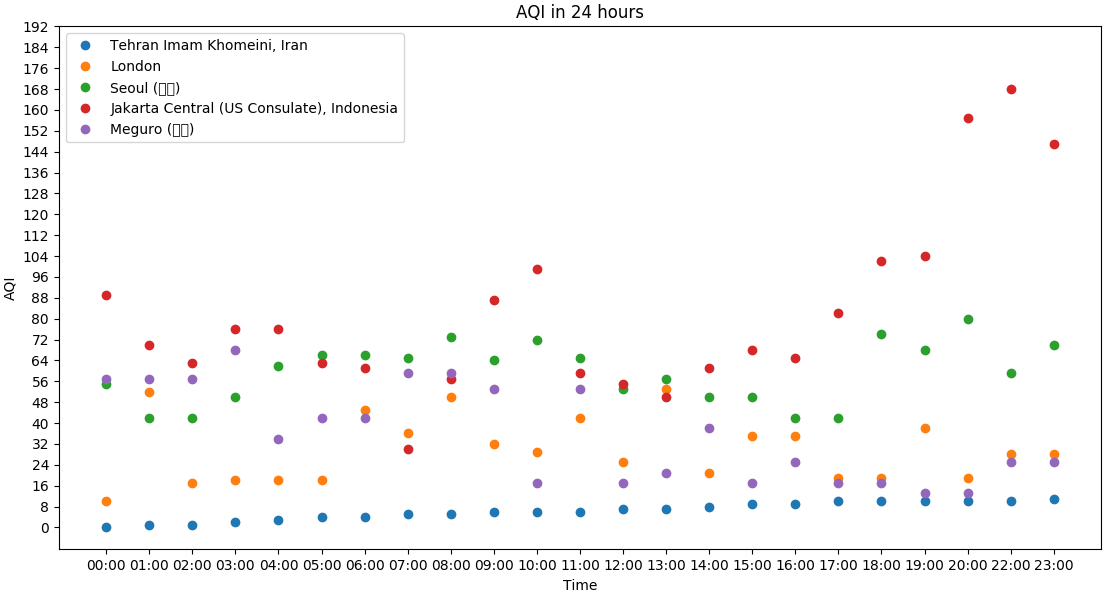 AQI in 24 hours
192
184
176
168
160
152
144
136
128
120
112
104
96
88
80
72
64
56
48
40
32
24
16
8
0
AQI
Tehran Imam Khomeini, Iran
London
Seoul (▯▯)
Jakarta Central (US Consulate), Indonesia
Meguro (▯▯)
00:00 01:00 02:00 03:00 04:00 05:00 06:00 07:00 08:00 09:00 10:00 11:00 12:00 13:00 14:00 15:00 16:00 17:00 18:00 19:00 20:00 22:00 23:00
Time